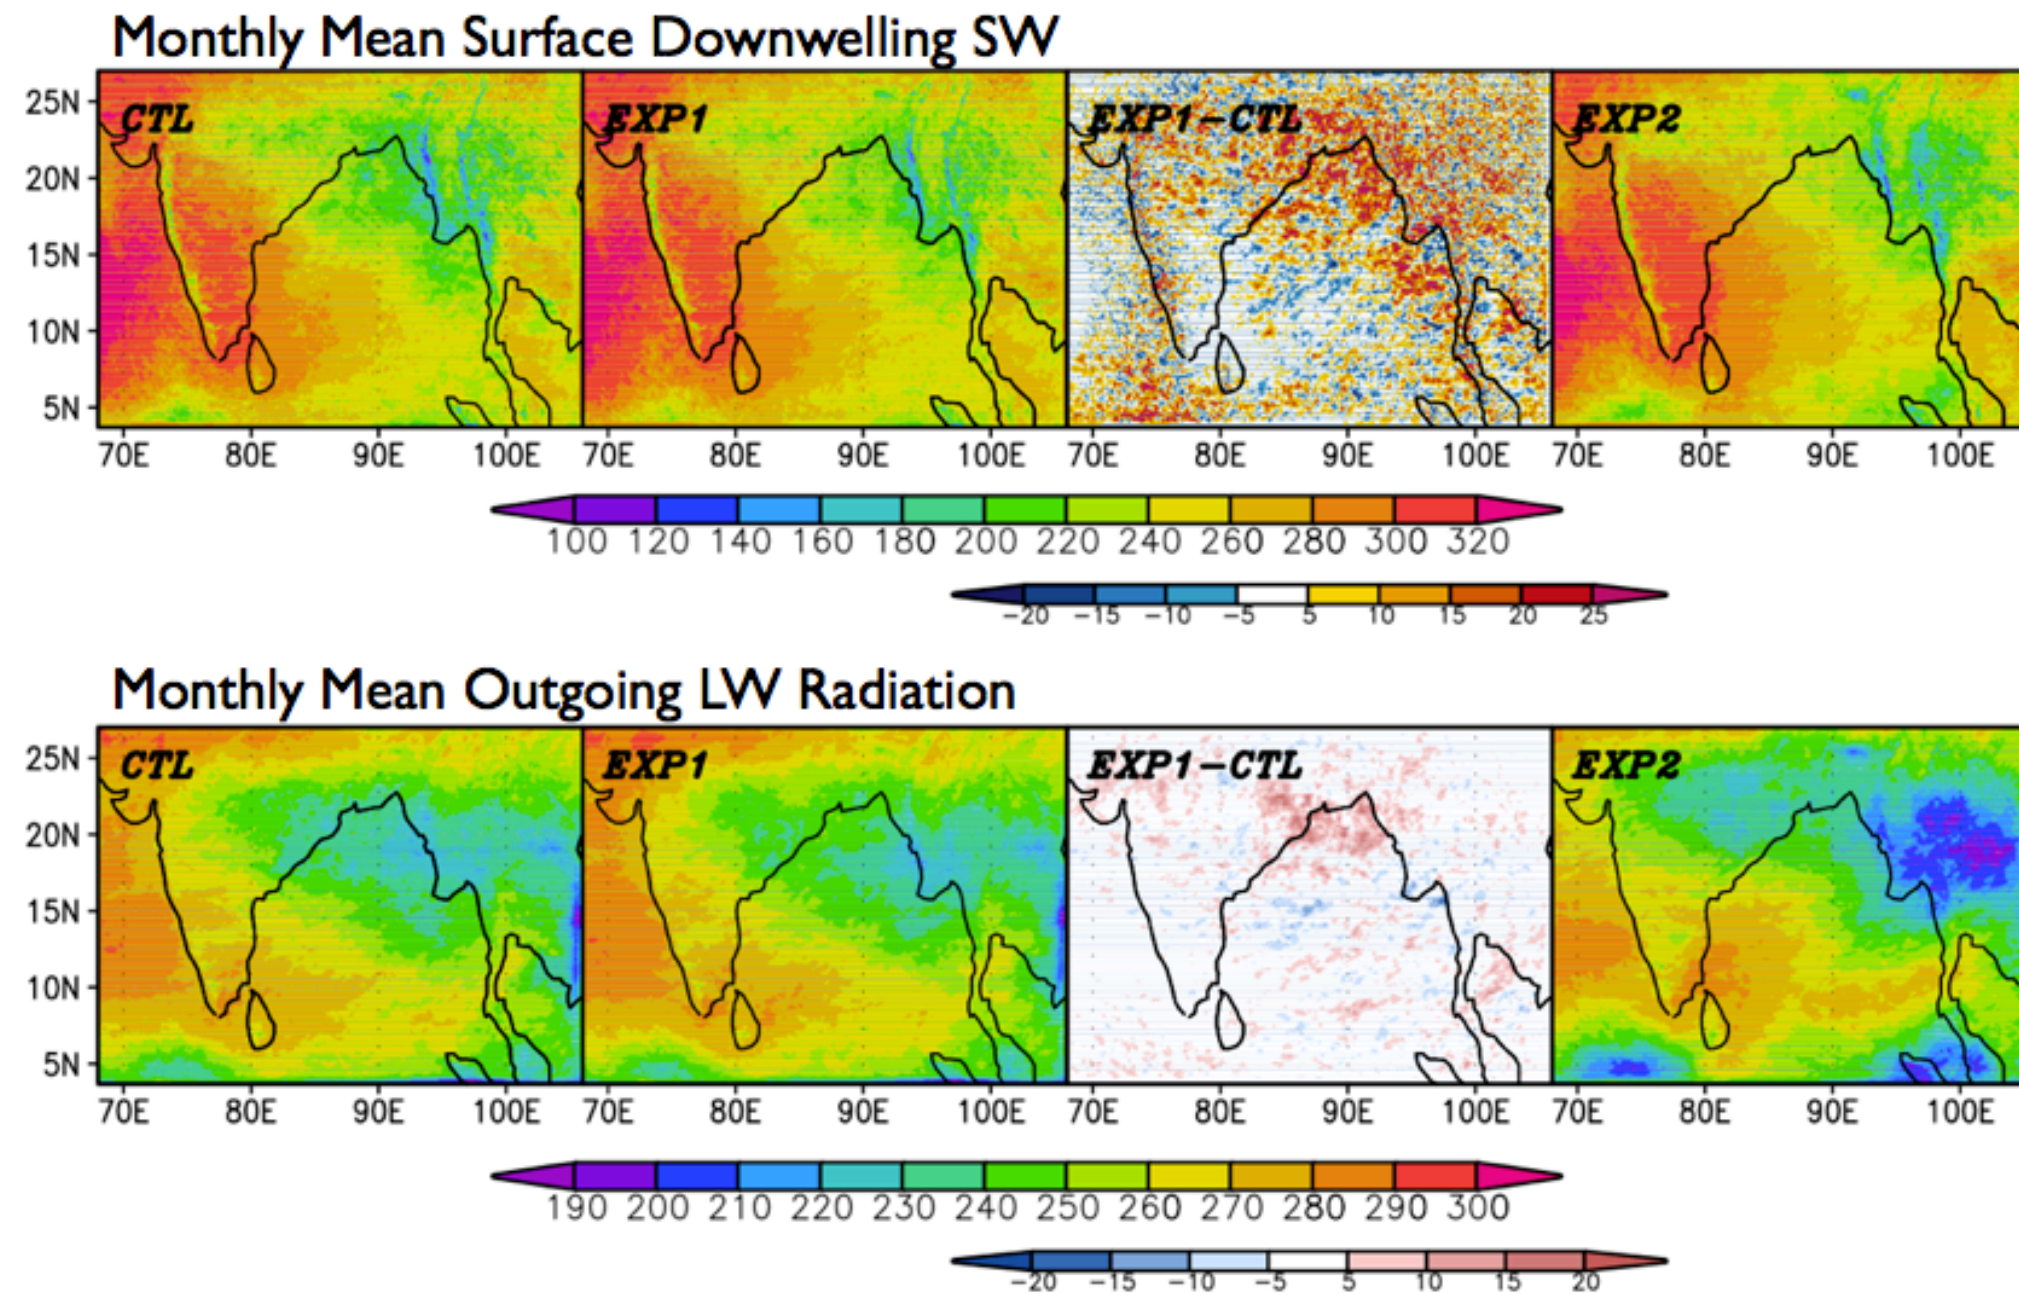 Monthly Mean Surface Downwelling SW
CTL EXP1 EXP1-CTL EXP2
25N
20N
15N
10N
5N
70E 80E 90E 100E 70E 80E 90E 100E 70E 80E 90E 100E 70E 80E 90E 100E
100 120 140 160 180 200 220 240 260 280 300 320
-20 -15 -10 -5 5 10 15 20 25
Monthly Mean Outgoing LW Radiation
CTL EXP1 EXP1-CTL EXP2
25N
20N
15N
10N
5N
70E 80E 90E 100E 70E 80E 90E 100E 70E 80E 90E 100E 70E 80E 90E 100E
190 200 210 220 230 240 250 260 270 280 290 300
-20 -15 -10 -5 5 10 15 20